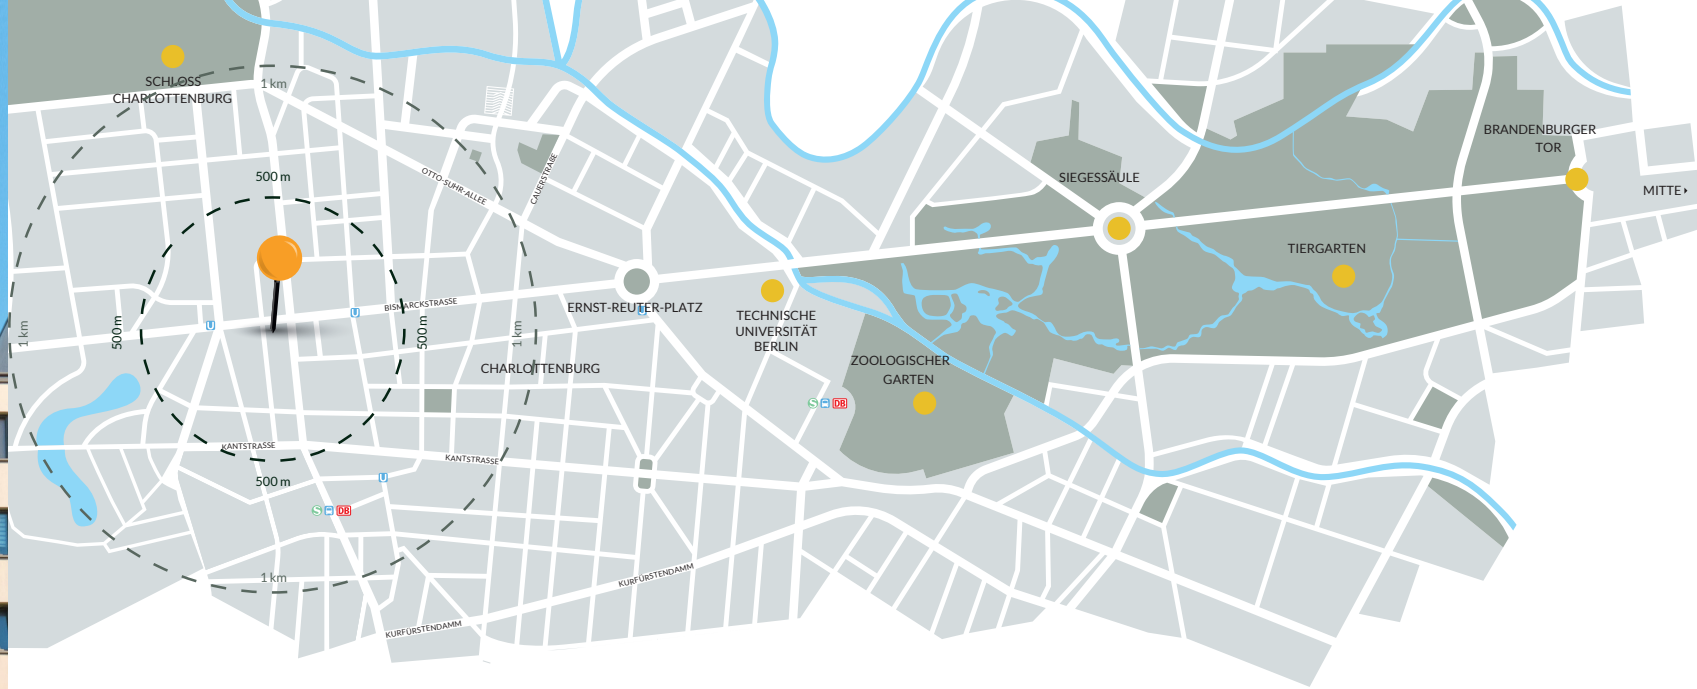 SCHLOSS
CHARLOTTENBURG
1 km
500 m
OTTO-SUHR-ALLEE
CAUERSTRAßE
BISMARCKSTRASSE
U
U
1 km
500 m
500 m
1 km
ERNST-REUTER-PLATZ
U
TECHNISCHE
UNIVERSITÄT
BERLIN
CHARLOTTENBURG
ZOOLOGISCHER
GARTEN
S
DB
SIEGESSÄULE
TIERGARTEN
BRANDENBURGER
TOR
MITTE
KANTSTRASSE
KANTSTRASSE
500 m
U
S
DB
1 km
KURFÜRSTENDAMM
KURFÜRSTENDAMM